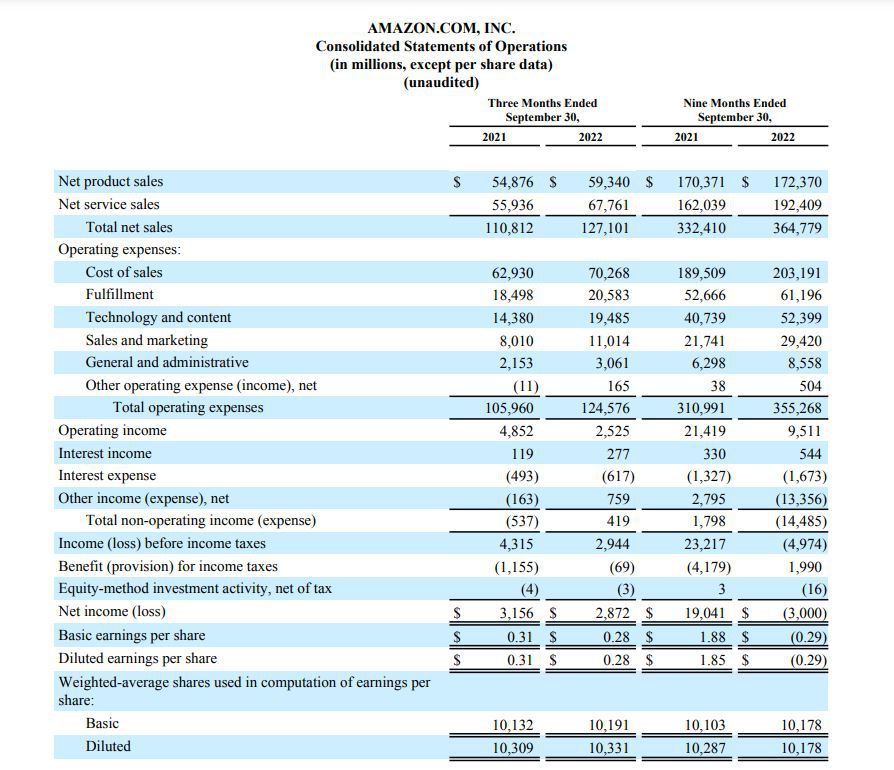 AMAZON.COM, INC.
Consolidated Statements of Operations
(in millions, except per share data)
(unaudited)
Three Months Ended Nine Months Ended
September 30, September 30,
2021 2022 2021 2022
Net product sales $ 54,876 $ 59,340 $ 170,371 $ 172,370
Net service sales 55,936 67,761 162,039 192,409
Total net sales 110,812 127,101 332,410 364,779
Operating expenses:
Cost of sales 62,930 70,268 189,509 203,191
Fulfillment 18,498 20,583 52,666 61,196
Technology and content 14,380 19,485 40,739 52,399
Sales and marketing 8,010 11,014 21,741 29,420
General and administrative 2,153 3,061 6,298 8,558
Other operating expense (income), net (11) 165 38 504
Total operating expenses 105,960 124,576 310,991 355,268
Operating income 4,852 2,525 21,419 9,511
Interest income 119 277 330 544
Interest expense (493) (617) (1,327) (1,673)
Other income (expense), net (163) 759 2,795 (13,356)
Total non-operating income (expense) (537) 419 1,798 (14,485)
Income (loss) before income taxes 4,315 2,944 23,217 (4,974)
Benefit (provision) for income taxes (1,155) (69) (4,179) 1,990
Equity-method investment activity, net of tax (4) (3) 3 (16)
Net income (loss) $ 3,156 $ 2,872 $ 19,041 $ (3,000)
Basic earnings per share $ 0.31 $ 0.28 $ 1.88 $ (0.29)
Diluted earnings per share $ 0.31 $ 0.28 $ 1.85 $ (0.29)
Weighted-average shares used in computation of earnings per
share:
Basic 10,132 10,191 10,103 10,178
Diluted 10,309 10,331 10,287 10,178